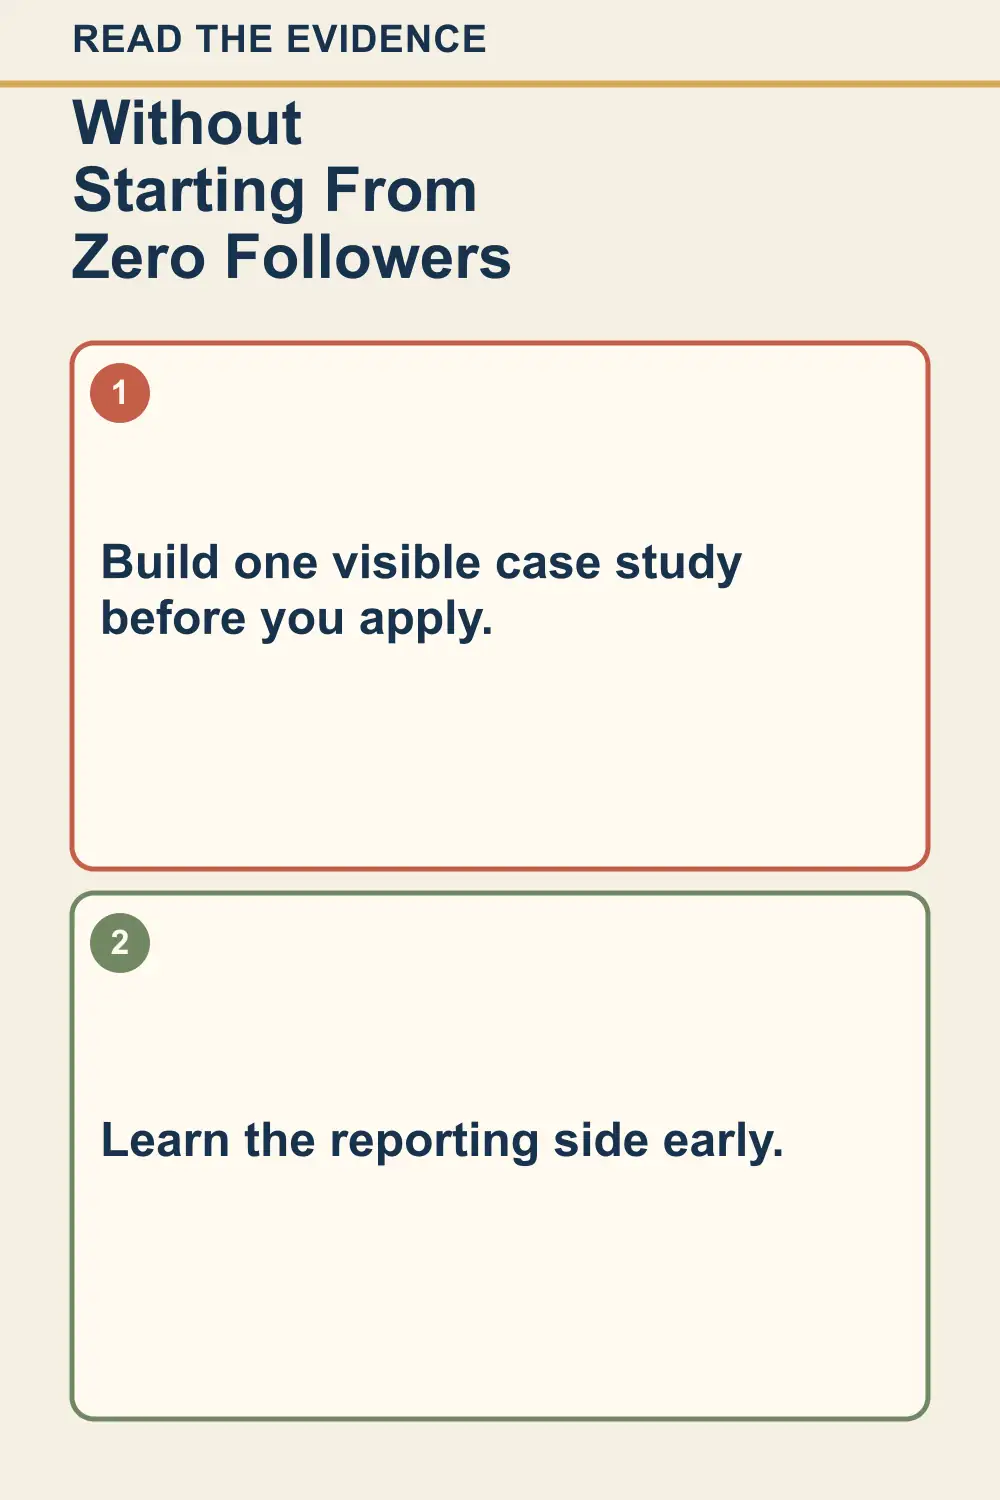 READ THE EVIDENCE
Without
Starting From
Zero Followers
1
Build one visible case study
before you apply.
2
Learn the reporting side early.